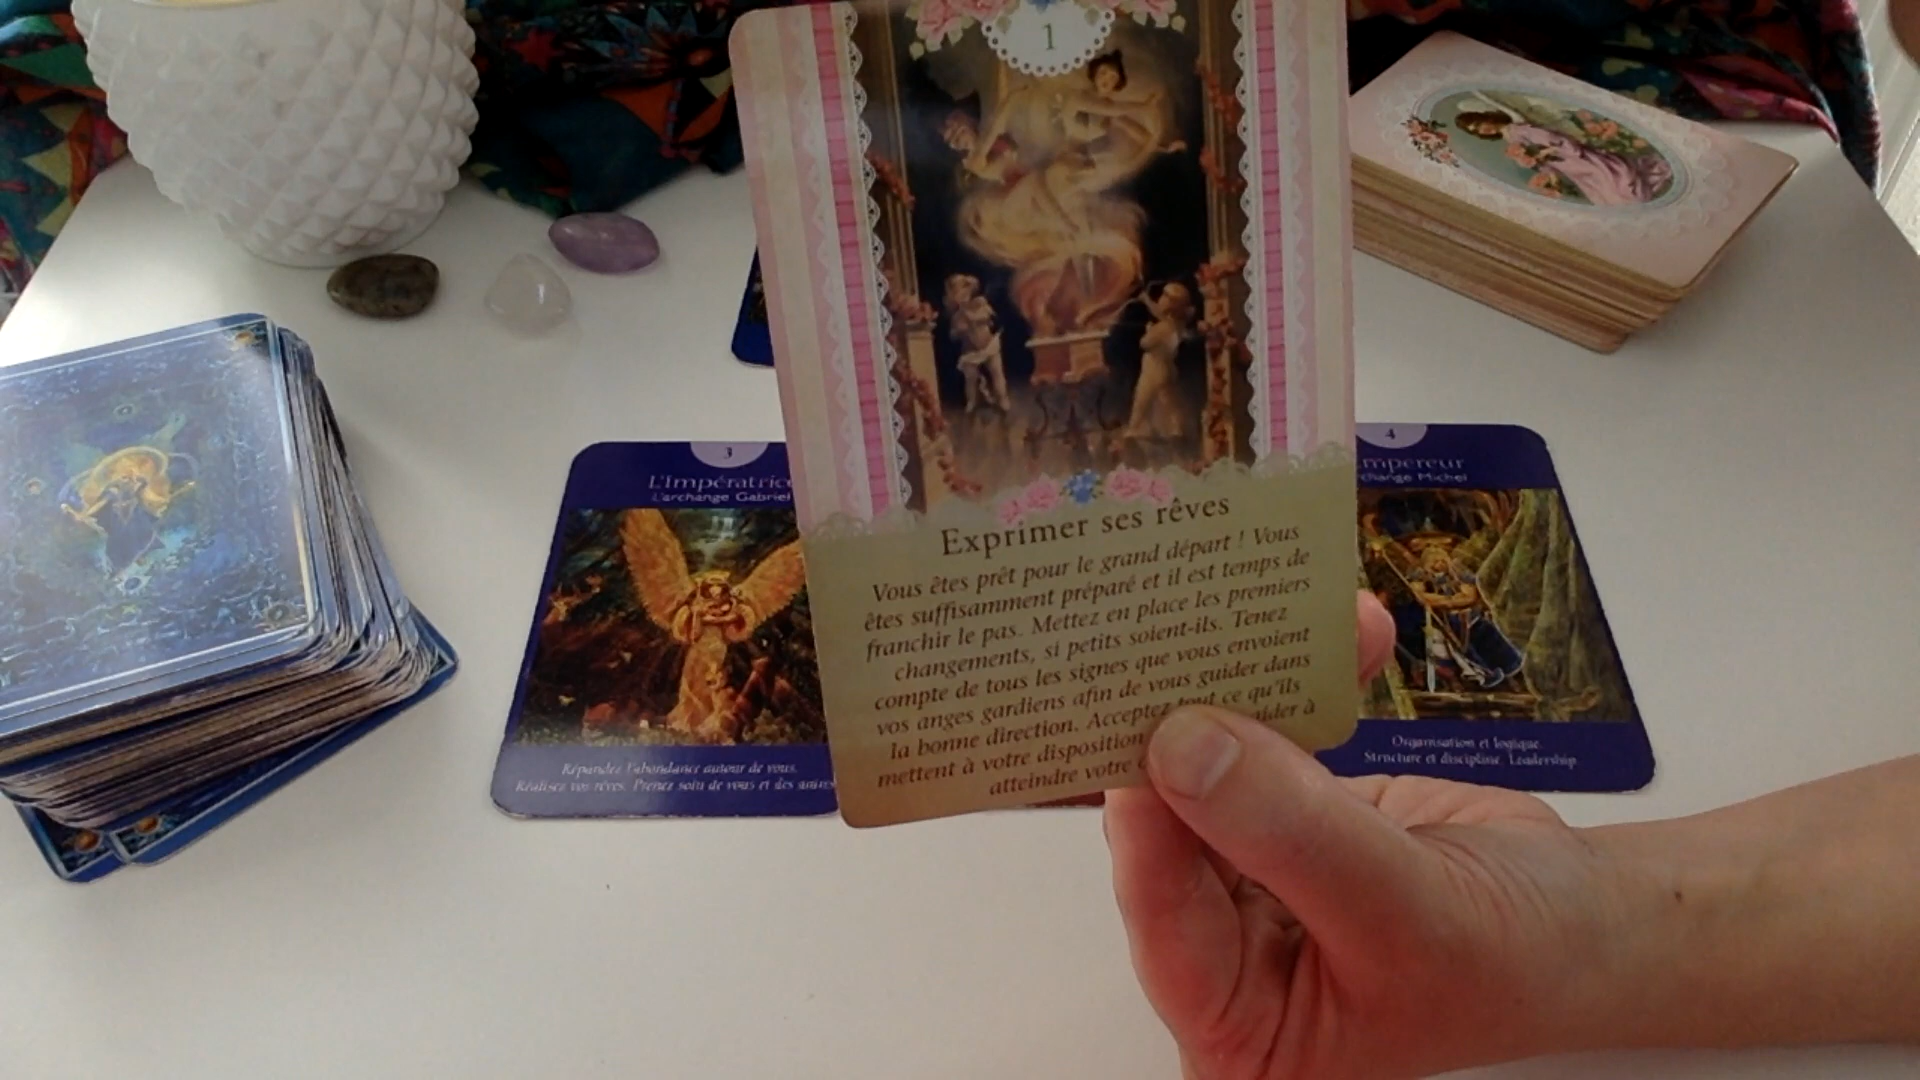 1
Exprimer ses rêves
Vous êtes prêt pour le grand départ ! Vous
êtes suffisamment préparé et il est temps de
franchir le pas. Mettez en place les premiers
changements, si petits soient-ils. Tenez
compte de tous les signes que vous envoient
vos anges gardiens afin de vous guider dans
la bonne direction. Acceptez tout ce qu'ils
mettent à votre disposition
atteindre votre
3
L'Impératrice
L'archange Gabriel
Répandez l'abondance autour de vous.
Réalisez vos rêves. Prenez soin de vous et des autres
4
mpereur
change Michel
Organisation et logique.
Structure et discipline. Leadership.